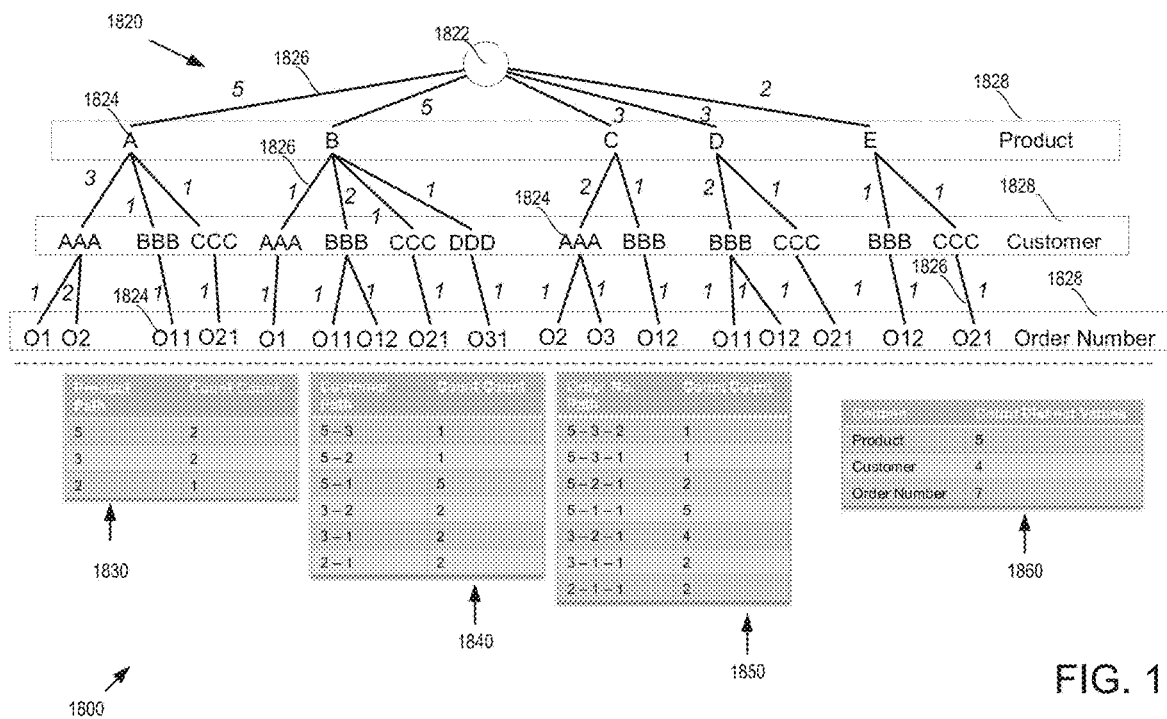 1820
1822
1826
5 5 3 3 2
1824
1828
A B C D E Product
1826
3 1 1 1 2 1 1 2 1 2 1 1 1
1824
1828
AAA BBB CCC AAA BBB CCC DDD AAA BBB BBB CCC BBB CCC Customer
1826
1828
1 2 1824 1 1 1 1 1 1 1 1 1 1 1 1 1 1 1
O1 O2 O11 O21 O1 O11 O12 O21 O31 O2 O3 O12 O11 O12 O21 O12 O21 Order Number
5 2
3 2
2 1
1830
5 – 3 1
5 – 2 1
5 – 1 5
3 – 2 2
3 – 1 2
2 – 1 2
1840
5 – 3 – 2 1
5 – 3 – 1 1
5 – 2 – 1 2
5 – 1 – 1 5
3 – 2 – 1 4
3 – 1 – 1 2
2 – 1 – 1 2
1850
Product 5
Customer 4
Order Number 7
1860
1800
FIG. 1